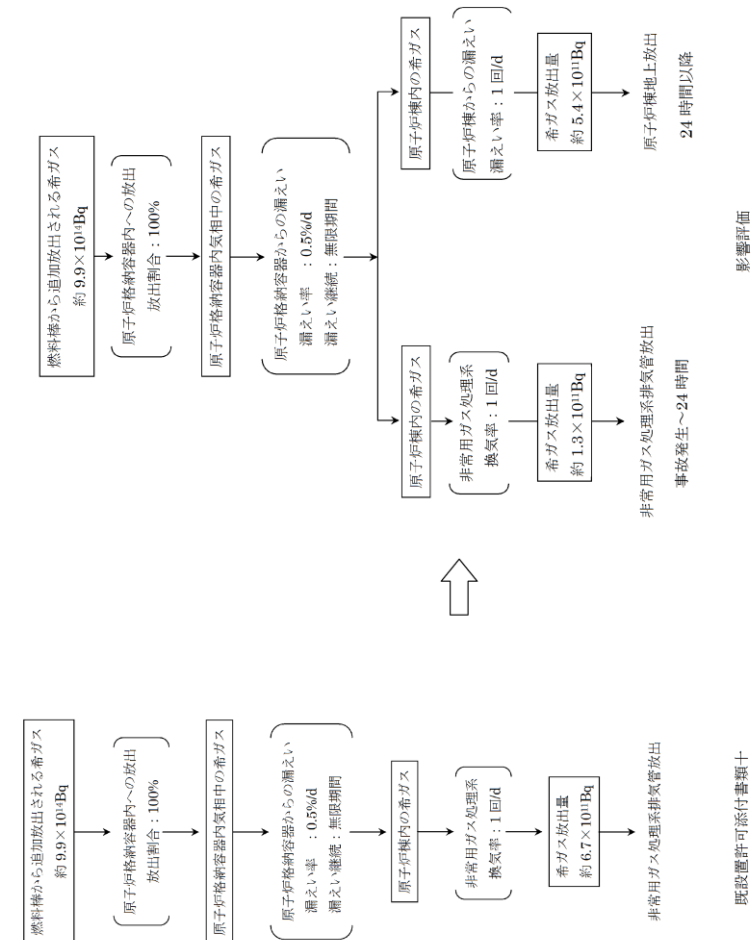 燃料棒から追加放出される希ガス
約 9.9×10¹⁴Bq
原子炉格納容器内への放出
放出割合：100%
原子炉格納容器内気相中の希ガス
原子炉格納容器からの漏えい
漏えい率　：0.5%/d
漏えい継続：無限期間
原子炉棟内の希ガス
非常用ガス処理系
換気率：1 回/d
希ガス放出量
約 6.7×10¹¹Bq
非常用ガス処理系排気管放出
既設置許可添付書類十
燃料棒から追加放出される希ガス
約 9.9×10¹⁴Bq
原子炉格納容器内への放出
放出割合：100%
原子炉格納容器内気相中の希ガス
原子炉格納容器からの漏えい
漏えい率　：0.5%/d
漏えい継続：無限期間
原子炉棟内の希ガス
非常用ガス処理系
換気率：1 回/d
希ガス放出量
約 1.3×10¹¹Bq
非常用ガス処理系排気管放出
事故発生～24 時間
原子炉棟内の希ガス
原子炉棟からの漏えい
漏えい率：1 回/d
希ガス放出量
約 5.4×10¹¹Bq
原子炉棟地上放出
24 時間以降
影響評価